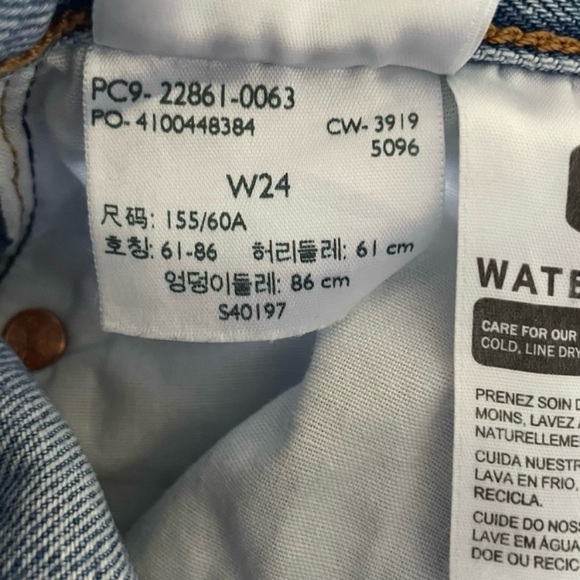 PC9- 22861-0063
PO- 4100448384 CW- 3919
5096
W24
尺码: 155/60A
호칭: 61-86 허리둘레: 61 cm
엉덩이둘레: 86 cm
S40197
WATE
CARE FOR OUR
COLD, LINE DRY
PRENEZ SOIN D
MOINS, LAVEZ
NATURELLEME
CUIDA NUESTR
LAVA EN FRIO,
RECICLA.
CUIDE DO NOS
LAVE EM ÁGUA
DOE OU RECIC